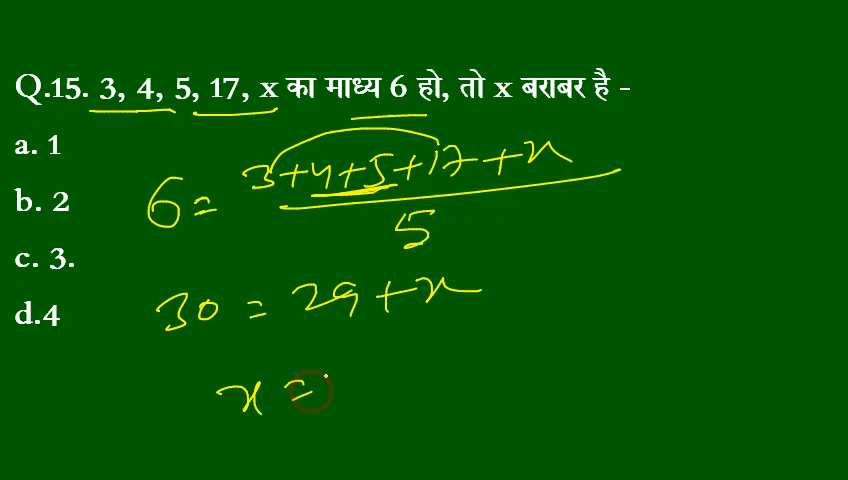 Q.15. 3, 4, 5, 17, x का माध्य 6 हो, तो x बराबर है -
a. 1
b. 2
c. 3.
d.4
6 = 3+4+5+17+x
5
30 = 29+x
x =